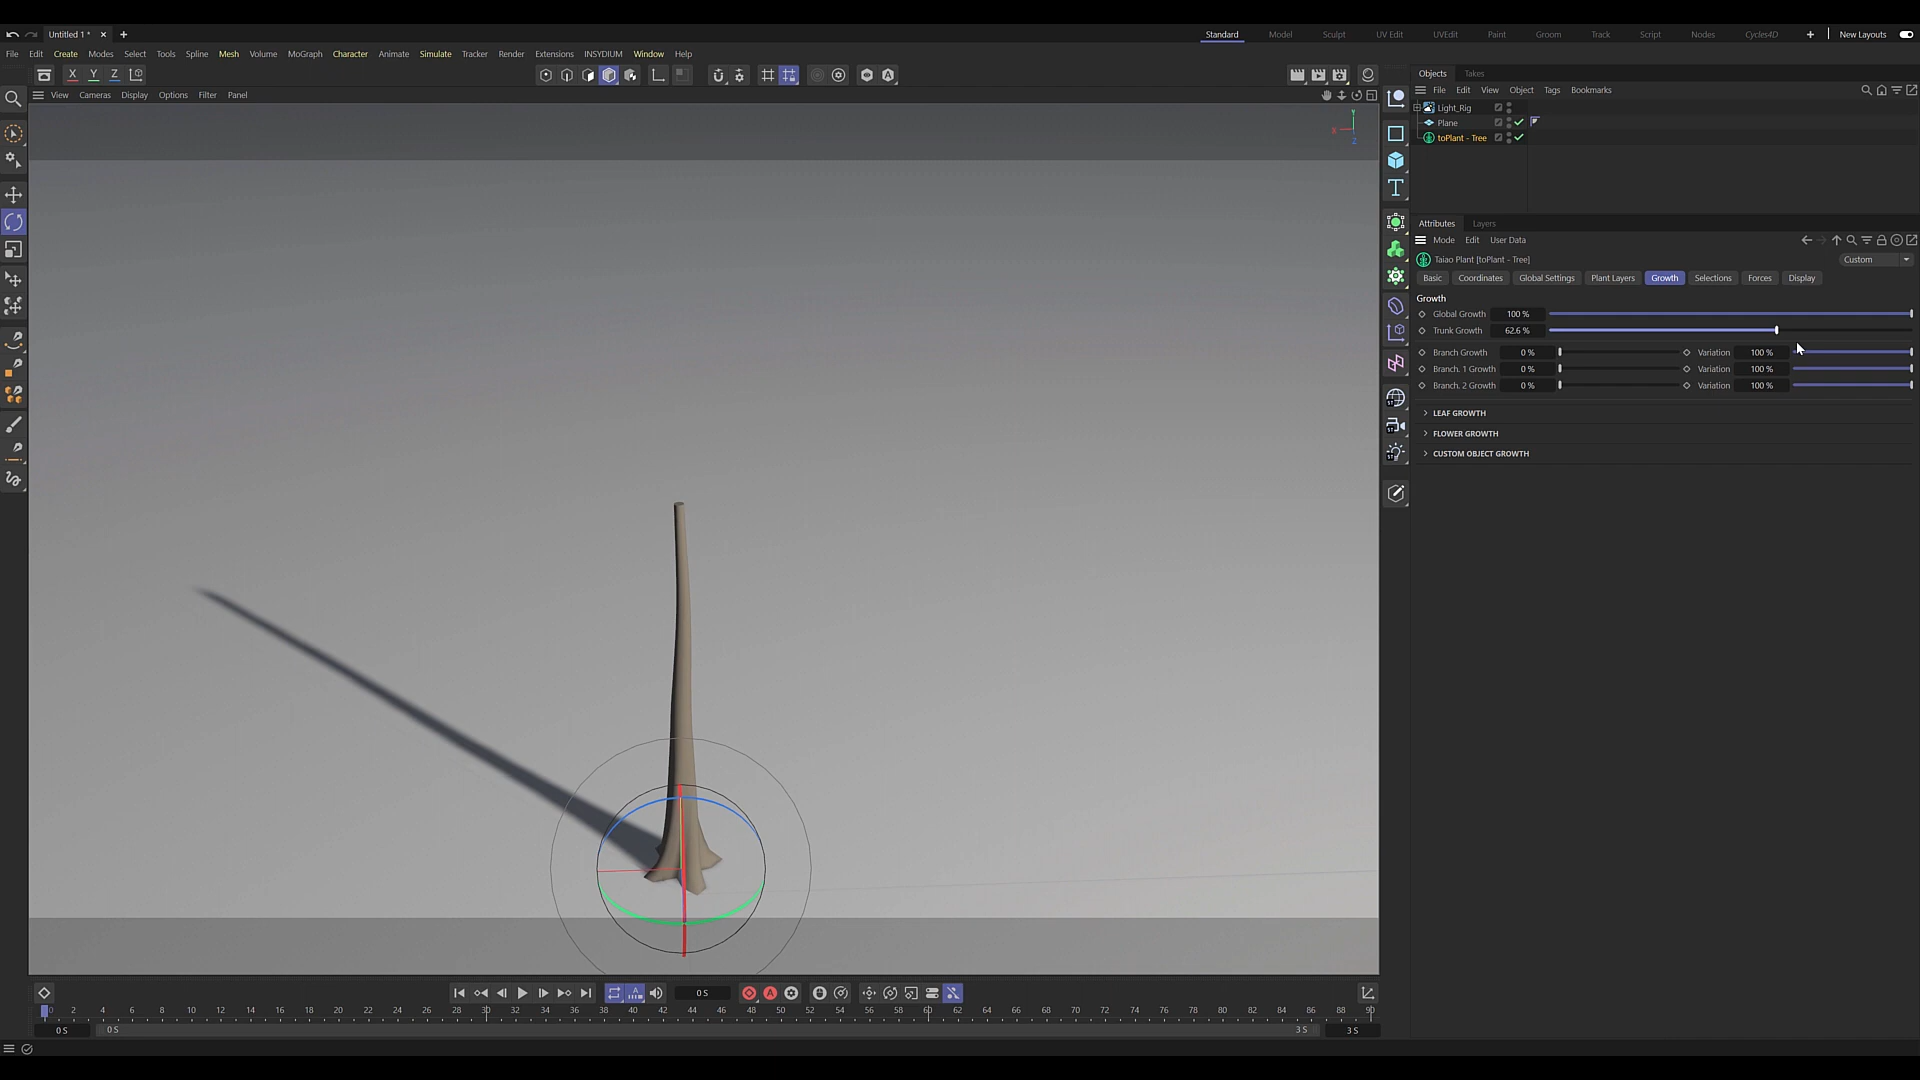 Untitled 1 *
Standard Model Sculpt UV Edit UVEdit Paint Groom Track Script Nodes Cycles4D New Layouts
File Edit Create Modes Select Tools Spline Mesh Volume MoGraph Character Animate Simulate Tracker Render Extensions INSYDIUM Window Help
X Y Z
View Cameras Display Options Filter Panel
Objects Takes
File Edit View Object Tags Bookmarks
Light_Rig
Plane
toPlant - Tree
Y
X
Z
Attributes Layers
Mode Edit User Data
Taiao Plant [toPlant - Tree]
Custom
Basic Coordinates Global Settings Plant Layers Growth Selections Forces Display
Growth
Global Growth 100 %
Trunk Growth 62.6 %
Branch Growth 0 % Variation 100 %
Branch. 1 Growth 0 % Variation 100 %
Branch. 2 Growth 0 % Variation 100 %
LEAF GROWTH
FLOWER GROWTH
CUSTOM OBJECT GROWTH
0 S
0 2 4 6 8 10 12 14 16 18 20 22 24 26 28 30 32 34 36 38 40 42 44 46 48 50 52 54 56 58 60 62 64 66 68 70 72 74 76 78 80 82 84 86 88 90
0 S 0 S 3 S 3 S